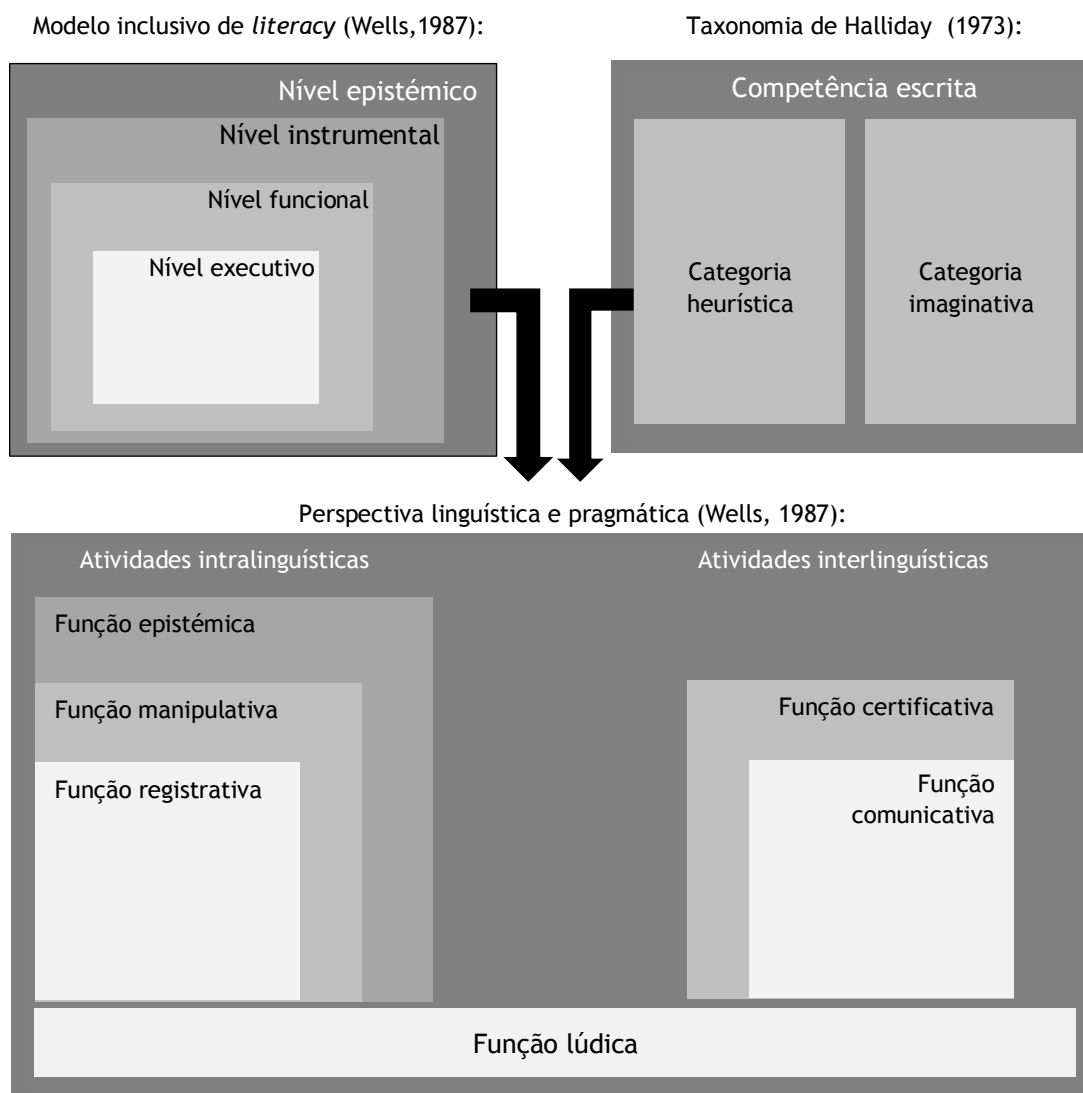 Modelo inclusivo de literacy (Wells,1987):
Nível epistémico
Nível instrumental
Nível funcional
Nível executivo
Taxonomia de Halliday (1973):
Competência escrita
Categoria
heurística
Categoria
imaginativa
Perspectiva linguística e pragmática (Wells, 1987):
Atividades intralinguísticas
Função epistémica
Função manipulativa
Função registrativa
Atividades interlinguísticas
Função certificativa
Função
comunicativa
Função lúdica